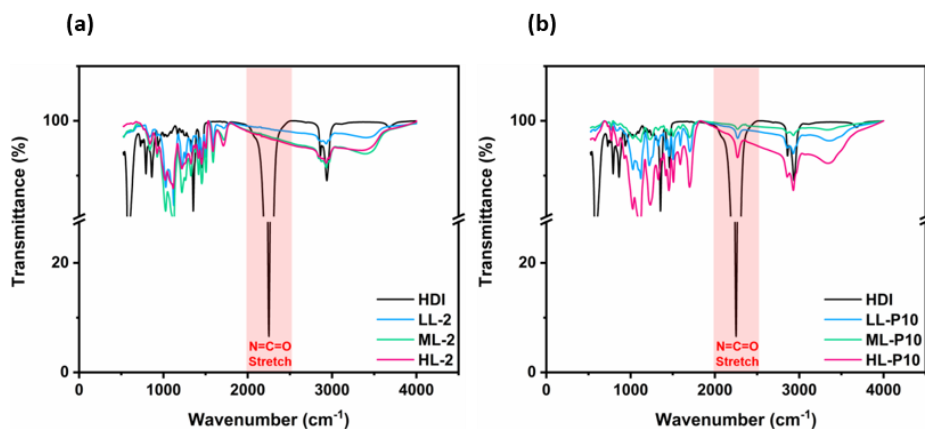 (a)
(b)
Transmittance (%)
100
20
0
HDI
LL-2
ML-2
HL-2
N=C=O
Stretch
0 1000 2000 3000 4000
Wavenumber (cm⁻¹)
Transmittance (%)
100
20
0
HDI
LL-P10
ML-P10
HL-P10
N=C=O
Stretch
0 1000 2000 3000 4000
Wavenumber (cm⁻¹)